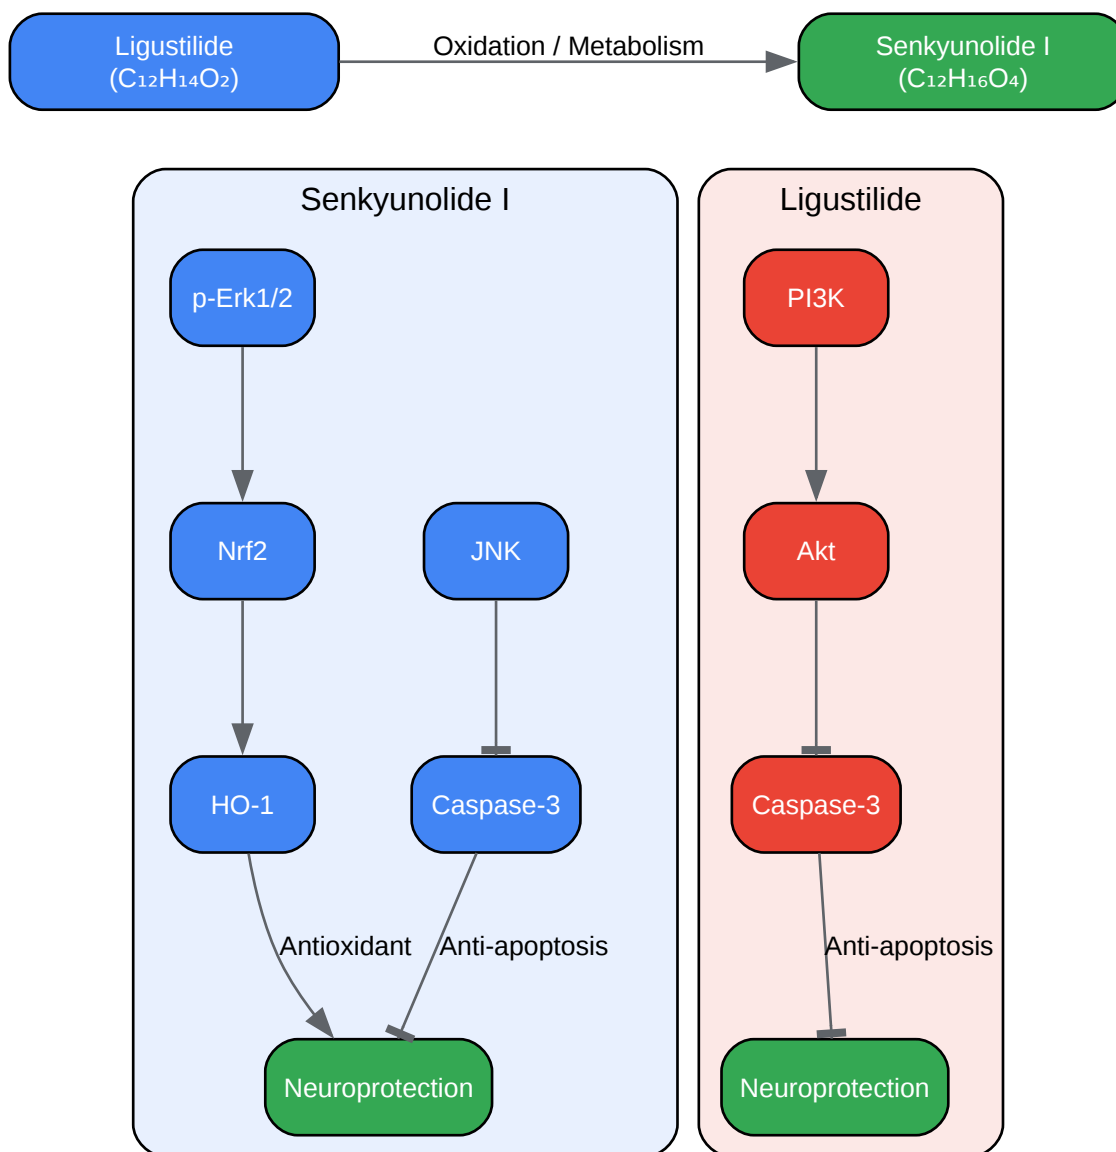 Ligustilide
(C₁₂H₁₄O₂)
Oxidation / Metabolism
Senkyunolide I
(C₁₂H₁₆O₄)
Senkyunolide I
p-Erk1/2
Nrf2
JNK
HO-1
Caspase-3
Antioxidant
Anti-apoptosis
Neuroprotection
Ligustilide
PI3K
Akt
Caspase-3
Anti-apoptosis
Neuroprotection